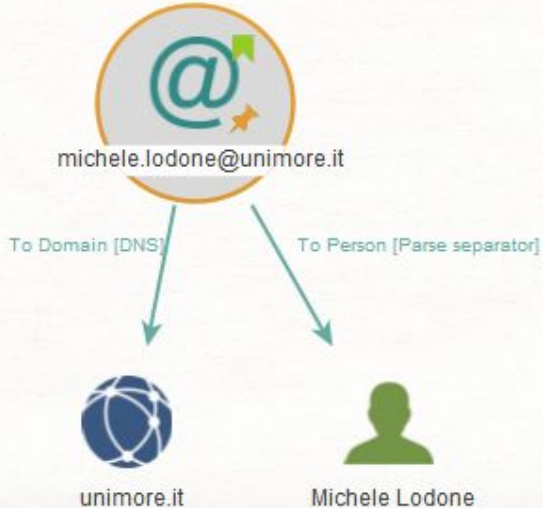 michele.lodone@unimore.it
To Domain [DNS]
To Person [Parse separator]
unimore.it
Michele Lodone